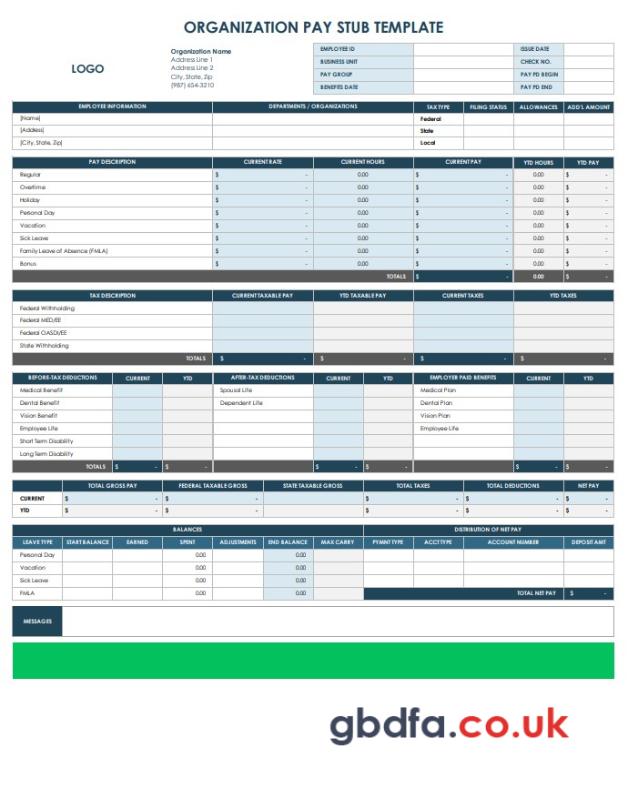 ORGANIZATION PAY STUB TEMPLATE
LOGO
Organization Name
Address Line 1
Address Line 2
City, State, Zip
(987) 654-3210
EMPLOYEE ID ISSUE DATE
BUSINESS UNIT CHECK NO.
PAY GROUP PAY PD BEGIN
BENEFITS DATE PAY PD END
EMPLOYEE INFORMATION DEPARTMENTS / ORGANIZATIONS TAX TYPE FILING STATUS ALLOWANCES ADD'L AMOUNT
[Name] Federal
[Address] State
[City, State, Zip] Local
PAY DESCRIPTION CURRENT RATE CURRENT HOURS CURRENT PAY YTD HOURS YTD PAY
Regular $ - 0.00 $ - 0.00 $ -
Overtime $ - 0.00 $ - 0.00 $ -
Holiday $ - 0.00 $ - 0.00 $ -
Personal Day $ - 0.00 $ - 0.00 $ -
Vacation $ - 0.00 $ - 0.00 $ -
Sick Leave $ - 0.00 $ - 0.00 $ -
Family Leave of Absence (FMLA) $ - 0.00 $ - 0.00 $ -
Bonus $ - 0.00 $ - 0.00 $ -
TOTALS $ - 0.00 $ -
TAX DESCRIPTION CURRENT TAXABLE PAY YTD TAXABLE PAY CURRENT TAXES YTD TAXES
Federal Withholding
Federal MED/EE
Federal OASDI/EE
State Withholding
TOTALS $ - $ - $ - $ -
BEFORE-TAX DEDUCTIONS CURRENT YTD AFTER-TAX DEDUCTIONS CURRENT YTD EMPLOYER PAID BENEFITS CURRENT YTD
Medical Benefit Spousal Life Medical Plan
Dental Benefit Dependent Life Dental Plan
Vision Benefit Vision Plan
Employee Life Employee Life
Short Term Disability
Long Term Disability
TOTALS $ - $ - $ - $ - $ - $ -
TOTAL GROSS PAY FEDERAL TAXABLE GROSS STATE TAXABLE GROSS TOTAL TAXES TOTAL DEDUCTIONS NET PAY
CURRENT $ - $ - $ - $ - $ -
YTD $ - $ - $ - $ - $ -
BALANCES DISTRIBUTION OF NET PAY
LEAVE TYPE START BALANCE EARNED SPENT ADJUSTMENTS END BALANCE MAX CARRY PYMNT TYPE ACCT TYPE ACCOUNT NUMBER DEPOSIT AMT
Personal Day 0.00 0.00
Vacation 0.00 0.00
Sick Leave 0.00 0.00
FMLA 0.00 0.00 TOTAL NET PAY $ -
MESSAGES
gbdfa.co.uk